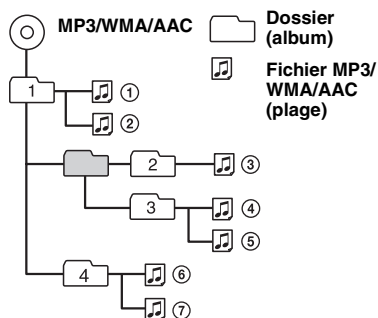 MP3/WMA/AAC
Dossier
(album)
Fichier MP3/
WMA/AAC
(plage)
1
①
②
2
③
3
④
⑤
4
⑥
⑦